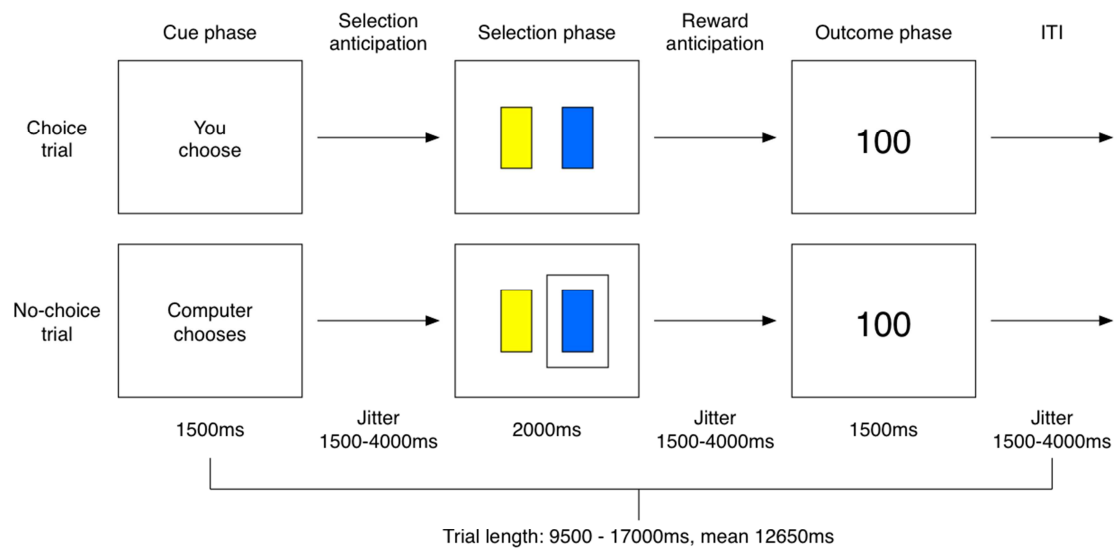 Cue phase
Selection
anticipation
Selection phase
Reward
anticipation
Outcome phase
ITI
Choice
trial
You
choose
100
No-choice
trial
Computer
chooses
100
1500ms
Jitter
1500-4000ms
2000ms
Jitter
1500-4000ms
1500ms
Jitter
1500-4000ms
Trial length: 9500 - 17000ms, mean 12650ms